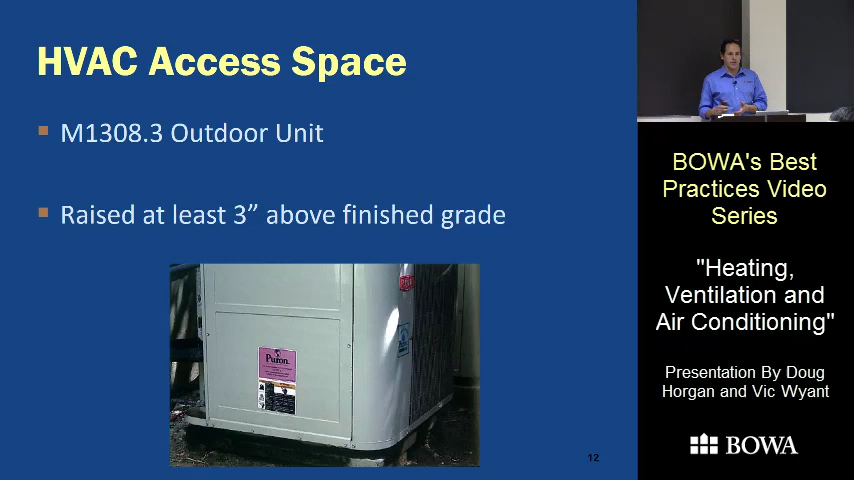 HVAC Access Space
M1308.3 Outdoor Unit
Raised at least 3” above finished grade
Puron
12
BOWA's Best
Practices Video
Series
"Heating,
Ventilation and
Air Conditioning"
Presentation By Doug
Horgan and Vic Wyant
BOWA